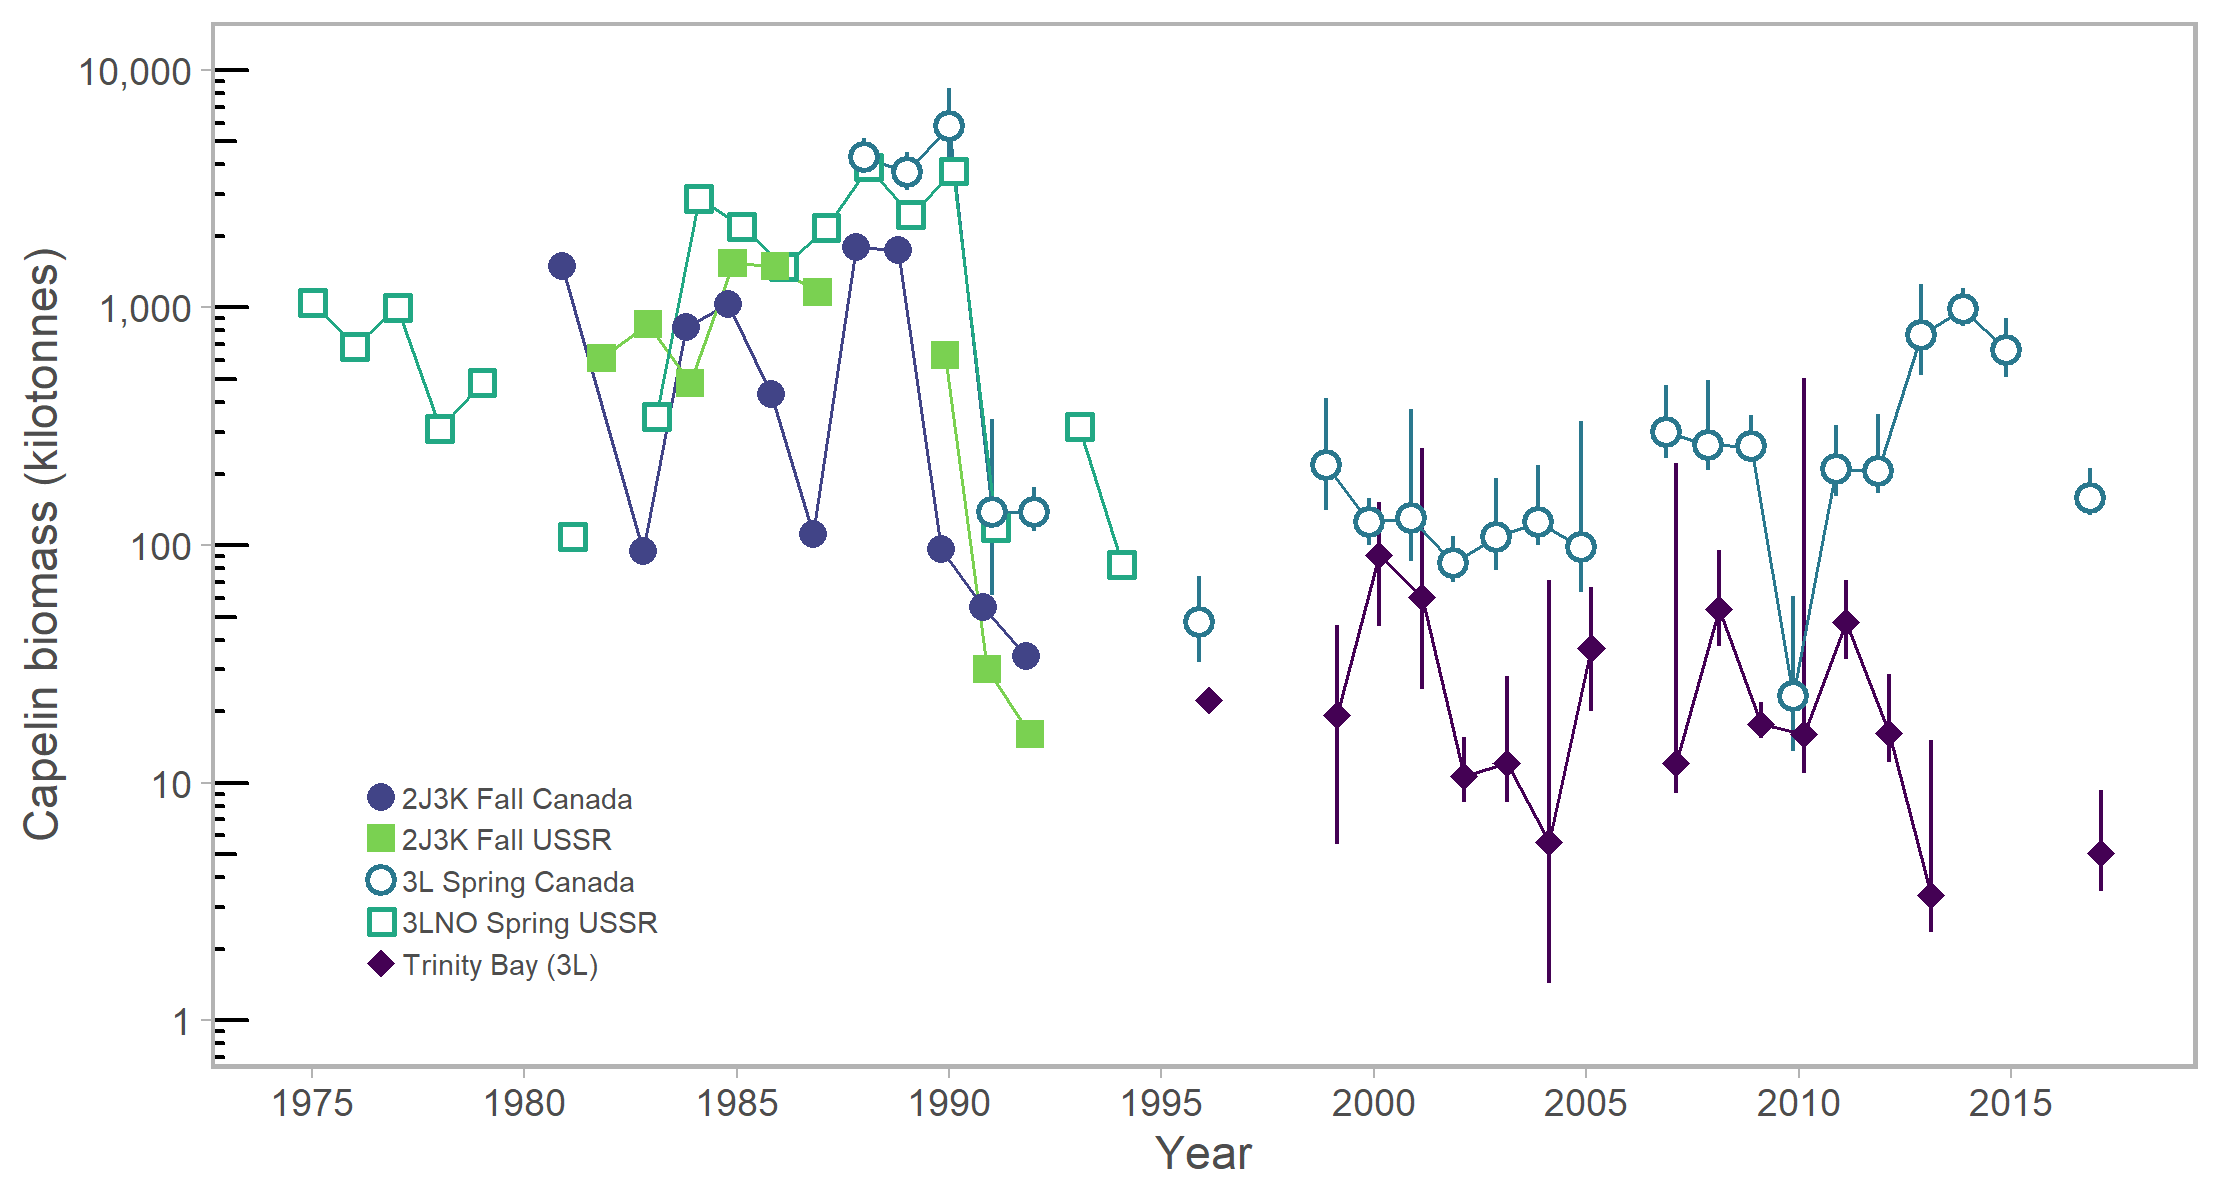 10,000
1,000
100
10
1
Capelin biomass (kilotonnes)
2J3K Fall Canada
2J3K Fall USSR
3L Spring Canada
3LNO Spring USSR
Trinity Bay (3L)
1975 1980 1985 1990 1995 2000 2005 2010 2015
Year